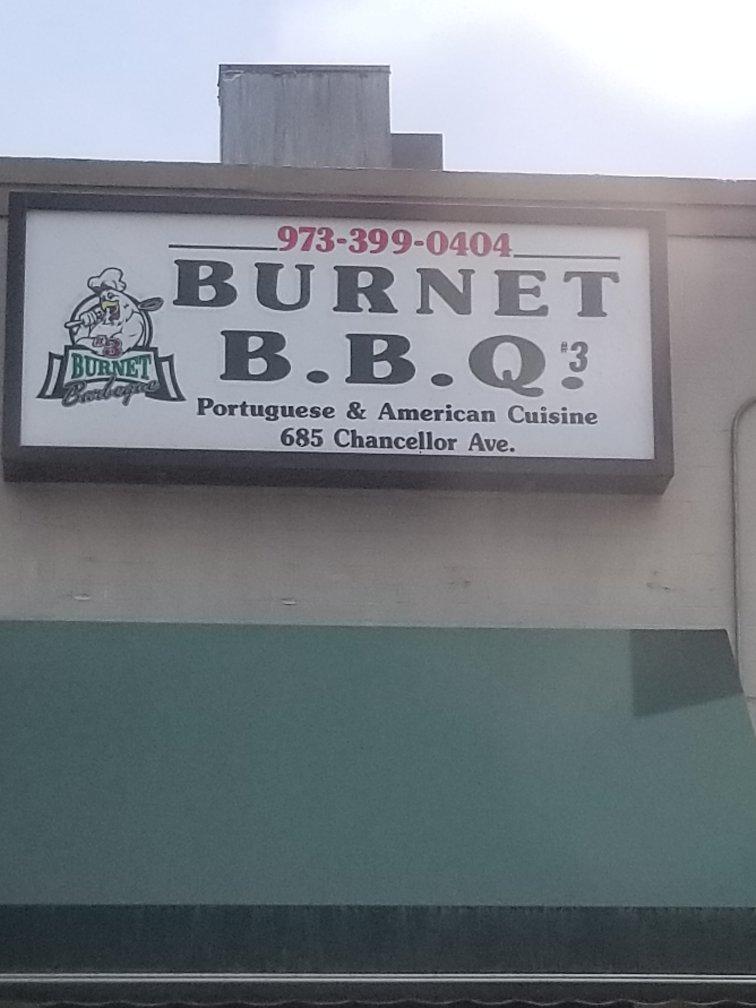 973-399-0404
BURNET
B.B.Q. #3
Portuguese & American Cuisine
685 Chancellor Ave.
#3
BURNET
Barbeque